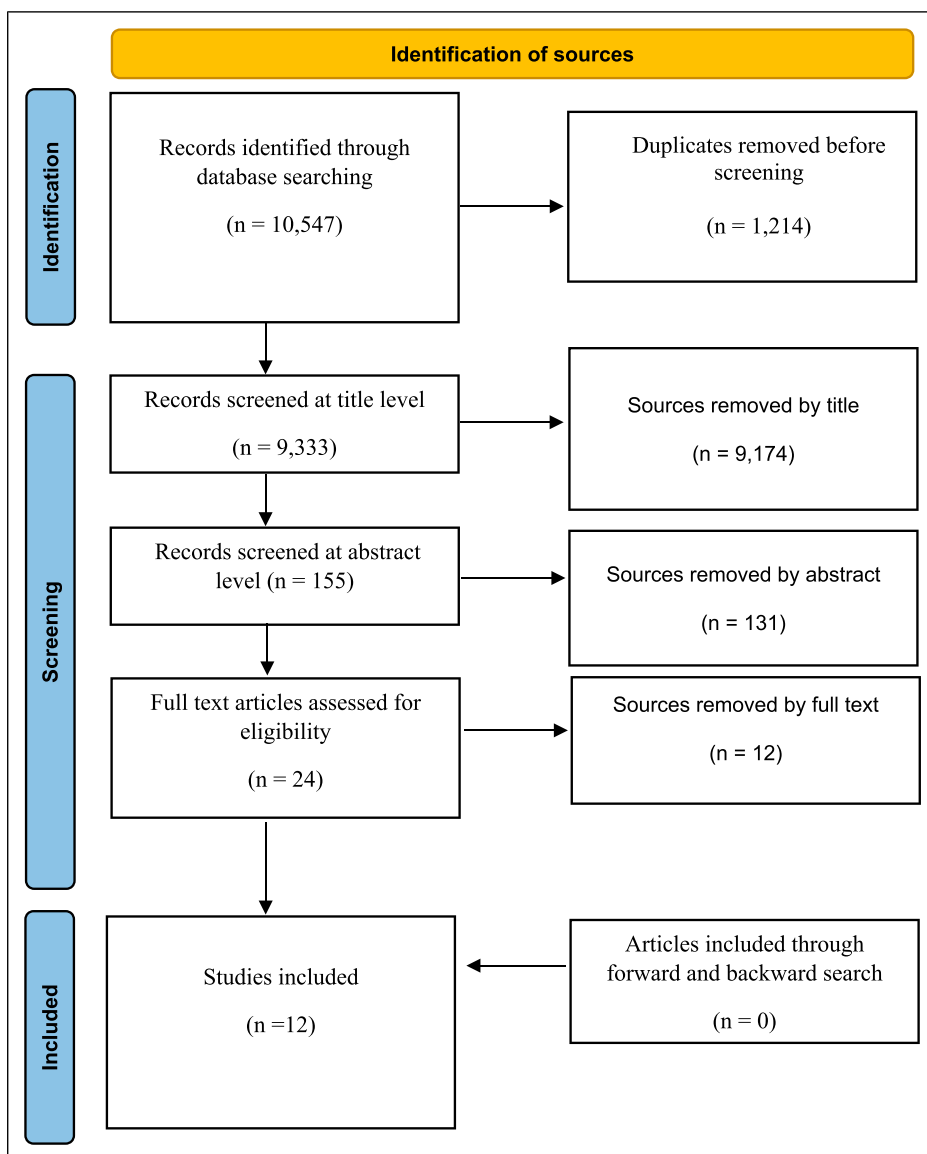 Identification of sources
Identification
Records identified through
database searching
(n = 10,547)
Duplicates removed before
screening
(n = 1,214)
Screening
Records screened at title level
(n = 9,333)
Sources removed by title
(n = 9,174)
Records screened at abstract
level (n = 155)
Sources removed by abstract
(n = 131)
Full text articles assessed for
eligibility
(n = 24)
Sources removed by full text
(n = 12)
Included
Studies included
(n =12)
Articles included through
forward and backward search
(n = 0)